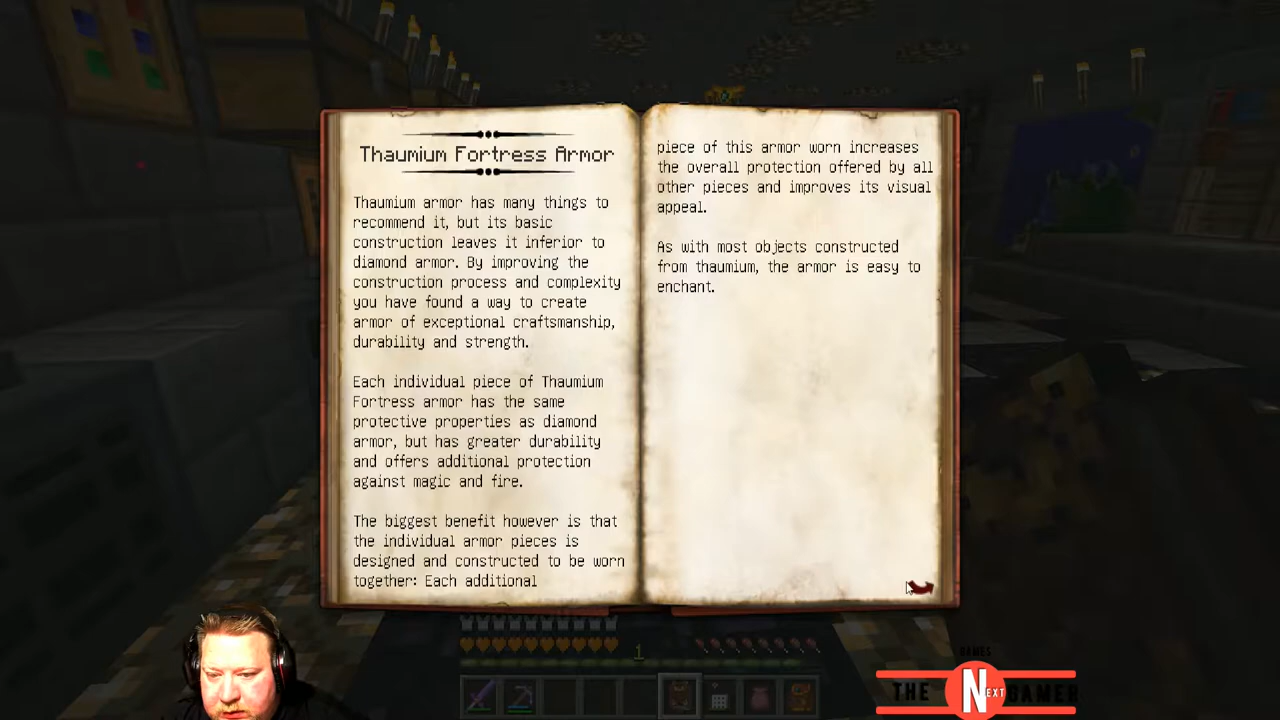 Thaumium Fortress Armor
Thaumium armor has many things to
recommend it, but its basic
construction leaves it inferior to
diamond armor. By improving the
construction process and complexity
you have found a way to create
armor of exceptional craftsmanship,
durability and strength.
Each individual piece of Thaumium
Fortress armor has the same
protective properties as diamond
armor, but has greater durability
and offers additional protection
against magic and fire.
The biggest benefit however is that
the individual armor pieces is
designed and constructed to be worn
together: Each additional
piece of this armor worn increases
the overall protection offered by all
other pieces and improves its visual
appeal.
As with most objects constructed
from thaumium, the armor is easy to
enchant.
1
GAMES
THE NEXT GAMER